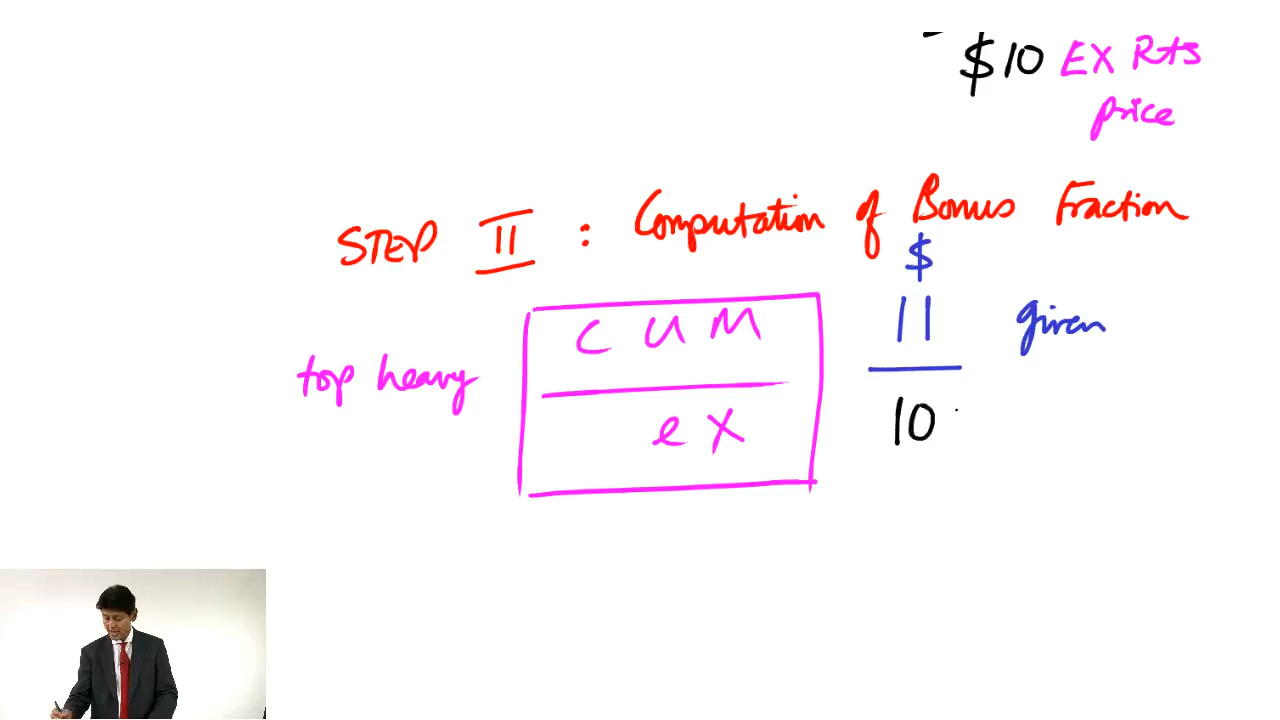 $10 EX Rts
price
STEP II : Computation of Bonus Fraction
$
CUM 11 given
top heavy
ex 10